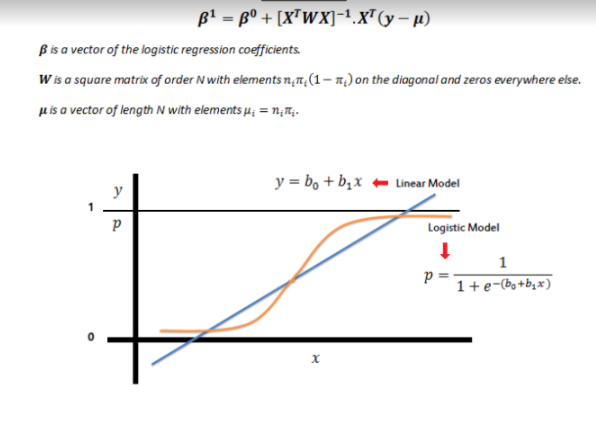 β¹ = β⁰ + [XᵀWX]⁻¹.Xᵀ(y – μ)
β is a vector of the logistic regression coefficients.
W is a square matrix of order N with elements nᵢπᵢ(1 – πᵢ) on the diagonal and zeros everywhere else.
μ is a vector of length N with elements μᵢ = nᵢπᵢ.
y = b₀ + b₁x ← Linear Model
y
1
p
Logistic Model
↓
p = 1 / 1 + e^−(b₀+b₁x)
0
x